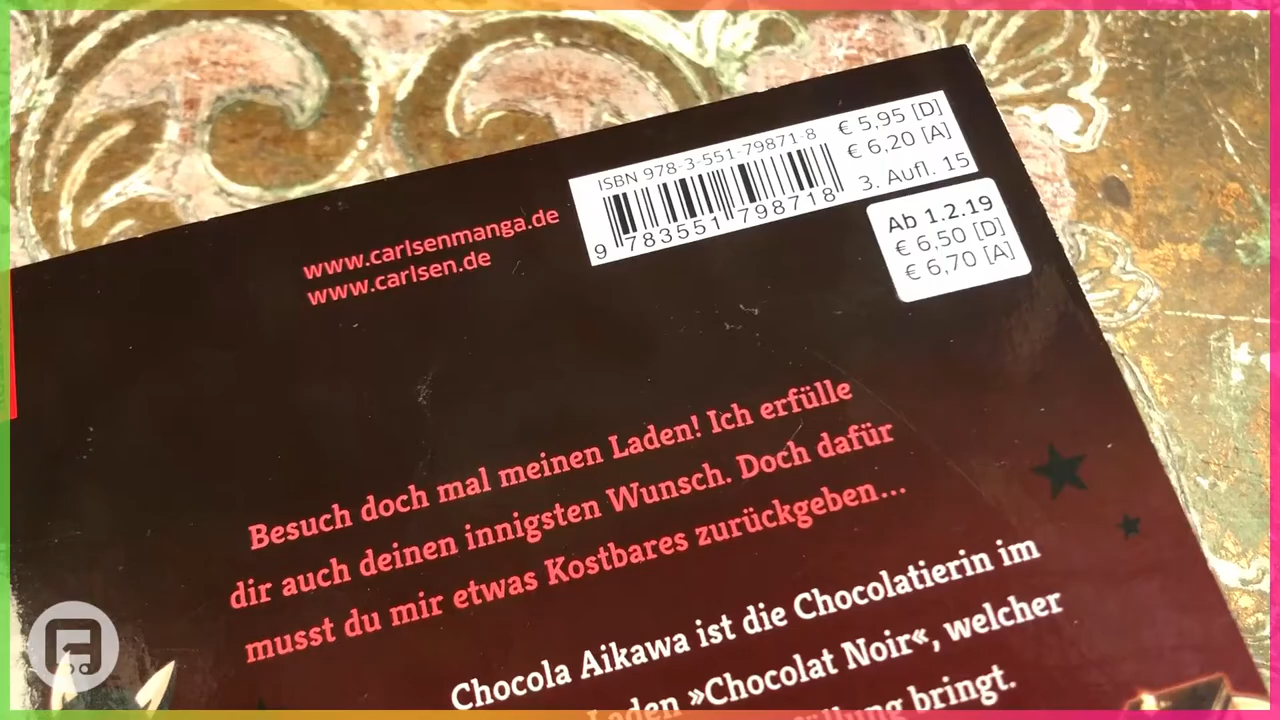 ISBN 978-3-551-79871-8
9 783551 798718
€ 5,95 [D]
€ 6,20 [A]
3. Aufl. 15
Ab 1.2.19
€ 6,50 [D]
€ 6,70 [A]
www.carlsenmanga.de
www.carlsen.de
Besuch doch mal meinen Laden! Ich erfülle
dir auch deinen innigsten Wunsch. Doch dafür
musst du mir etwas Kostbares zurückgeben...
Chocola Aikawa ist die Chocolatierin im
Laden »Chocolat Noir«, welcher
bringt.